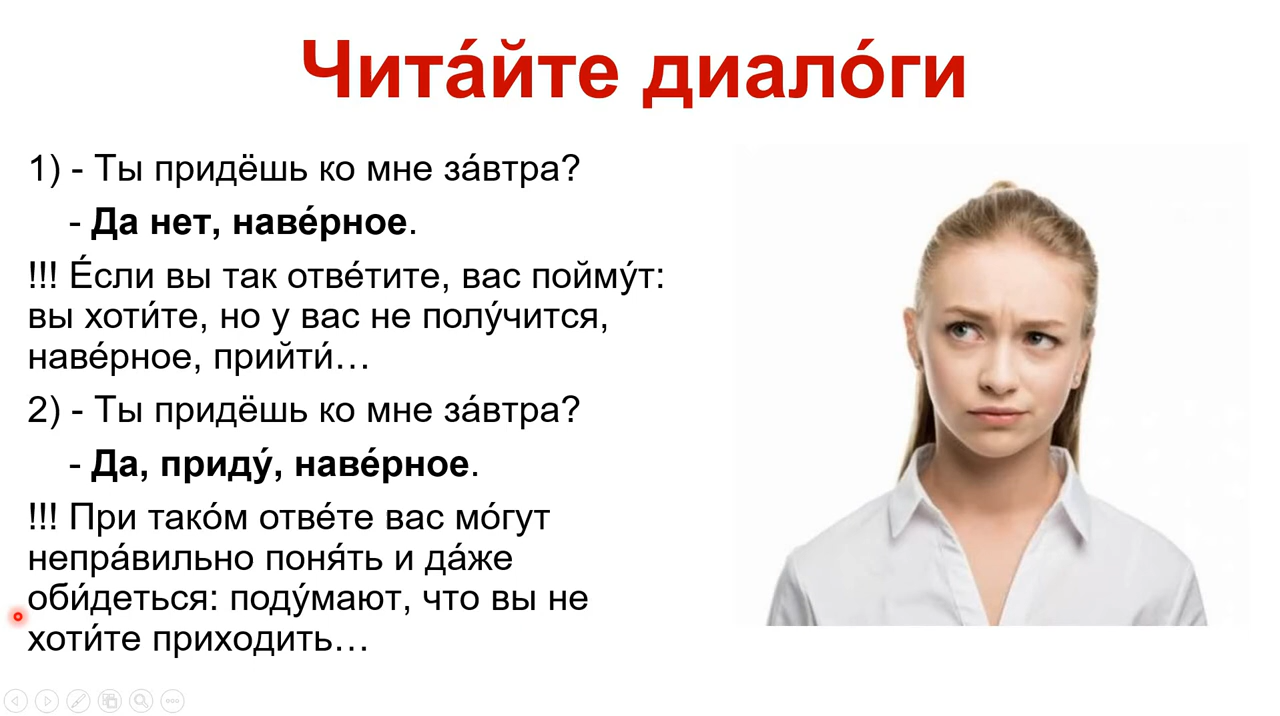 Чита́йте диало́ги
1) - Ты придёшь ко мне за́втра?
- Да нет, наве́рное.
!!! Е́сли вы так отве́тите, вас пойму́т:
вы хоти́те, но у вас не полу́чится,
наве́рное, прийти́…
2) - Ты придёшь ко мне за́втра?
- Да, приду́, наве́рное.
!!! При тако́м отве́те вас мо́гут
непра́вильно поня́ть и да́же
оби́деться: поду́мают, что вы не
хоти́те приходить…